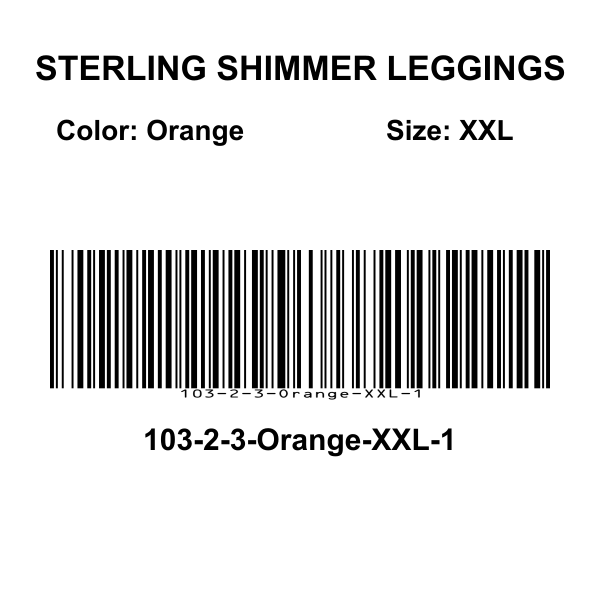 STERLING SHIMMER LEGGINGS
Color: Orange Size: XXL
103-2-3-Orange-XXL-1
103-2-3-Orange-XXL-1